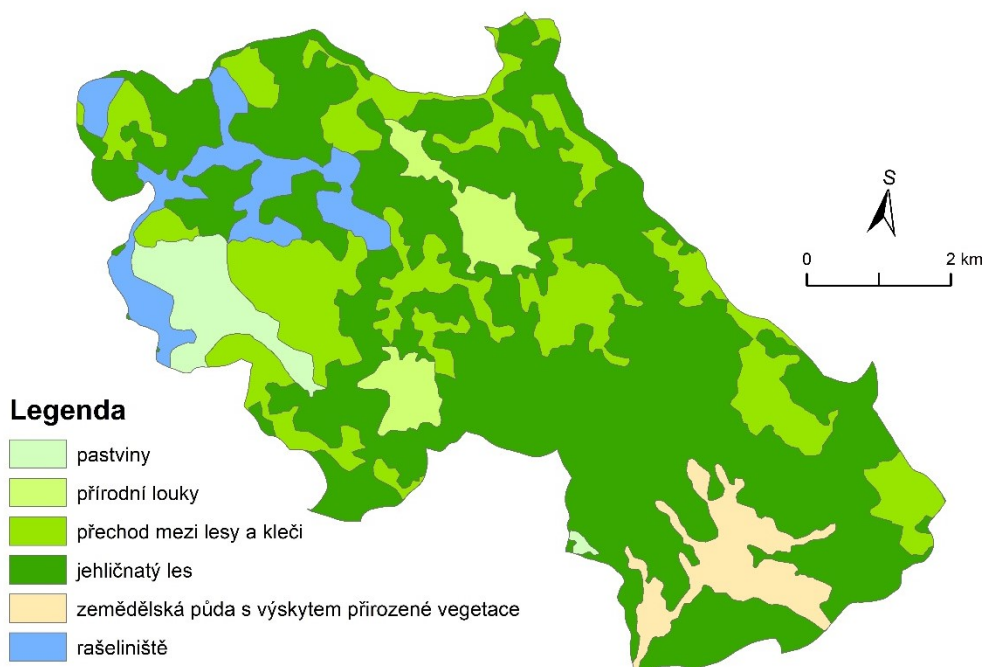 S
0
2 km
Legenda
pastviny
přírodní louky
přechod mezi lesy a kleči
jehličnatý les
zemědělská půda s výskytem přirozené vegetace
rašeliniště